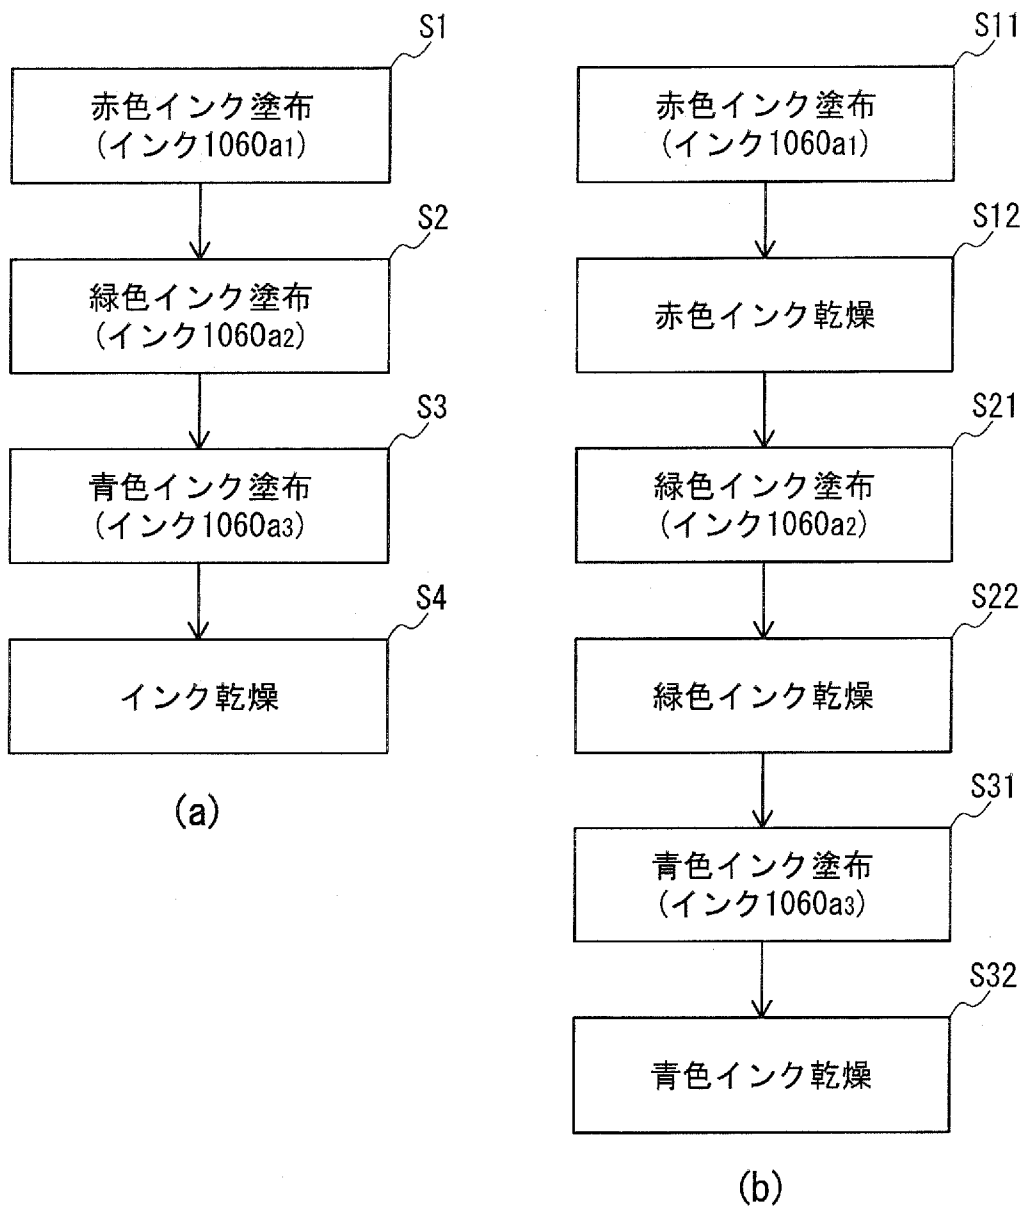 S1
赤色インク塗布
(インク1060a1)
S2
緑色インク塗布
(インク1060a2)
S3
青色インク塗布
(インク1060a3)
S4
インク乾燥
(a)
S11
赤色インク塗布
(インク1060a1)
S12
赤色インク乾燥
S21
緑色インク塗布
(インク1060a2)
S22
緑色インク乾燥
S31
青色インク塗布
(インク1060a3)
S32
青色インク乾燥
(b)